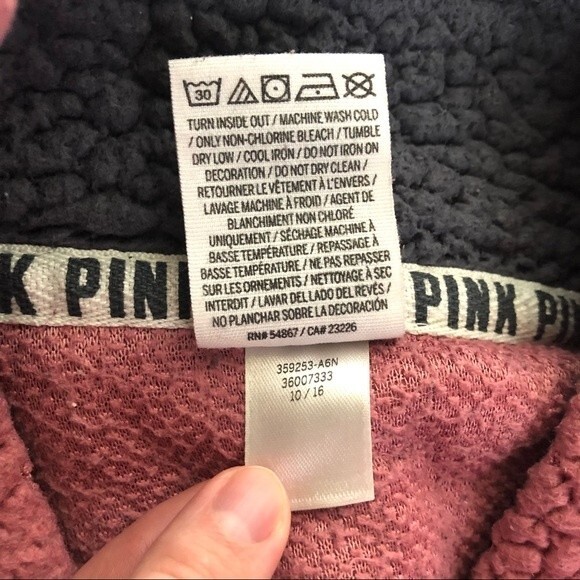 30
TURN INSIDE OUT / MACHINE WASH COLD
/ ONLY NON-CHLORINE BLEACH / TUMBLE
DRY LOW / COOL IRON / DO NOT IRON ON
DECORATION / DO NOT DRY CLEAN /
RETOURNER LE VÊTEMENT À L'ENVERS /
LAVAGE MACHINE À FROID / AGENT DE
BLANCHIMENT NON CHLORÉ
UNIQUEMENT / SÉCHAGE MACHINE À
BASSE TEMPÉRATURE / REPASSAGE À
BASSE TEMPÉRATURE / NE PAS REPASSER
SUR LES ORNEMENTS / NETTOYAGE À SEC
INTERDIT / LAVAR DEL LADO DEL REVÉS /
NO PLANCHAR SOBRE LA DECORACIÓN
RN# 54867 / CA# 23226
K PINK PINK PI
359253-A6N
36007333
10 / 16